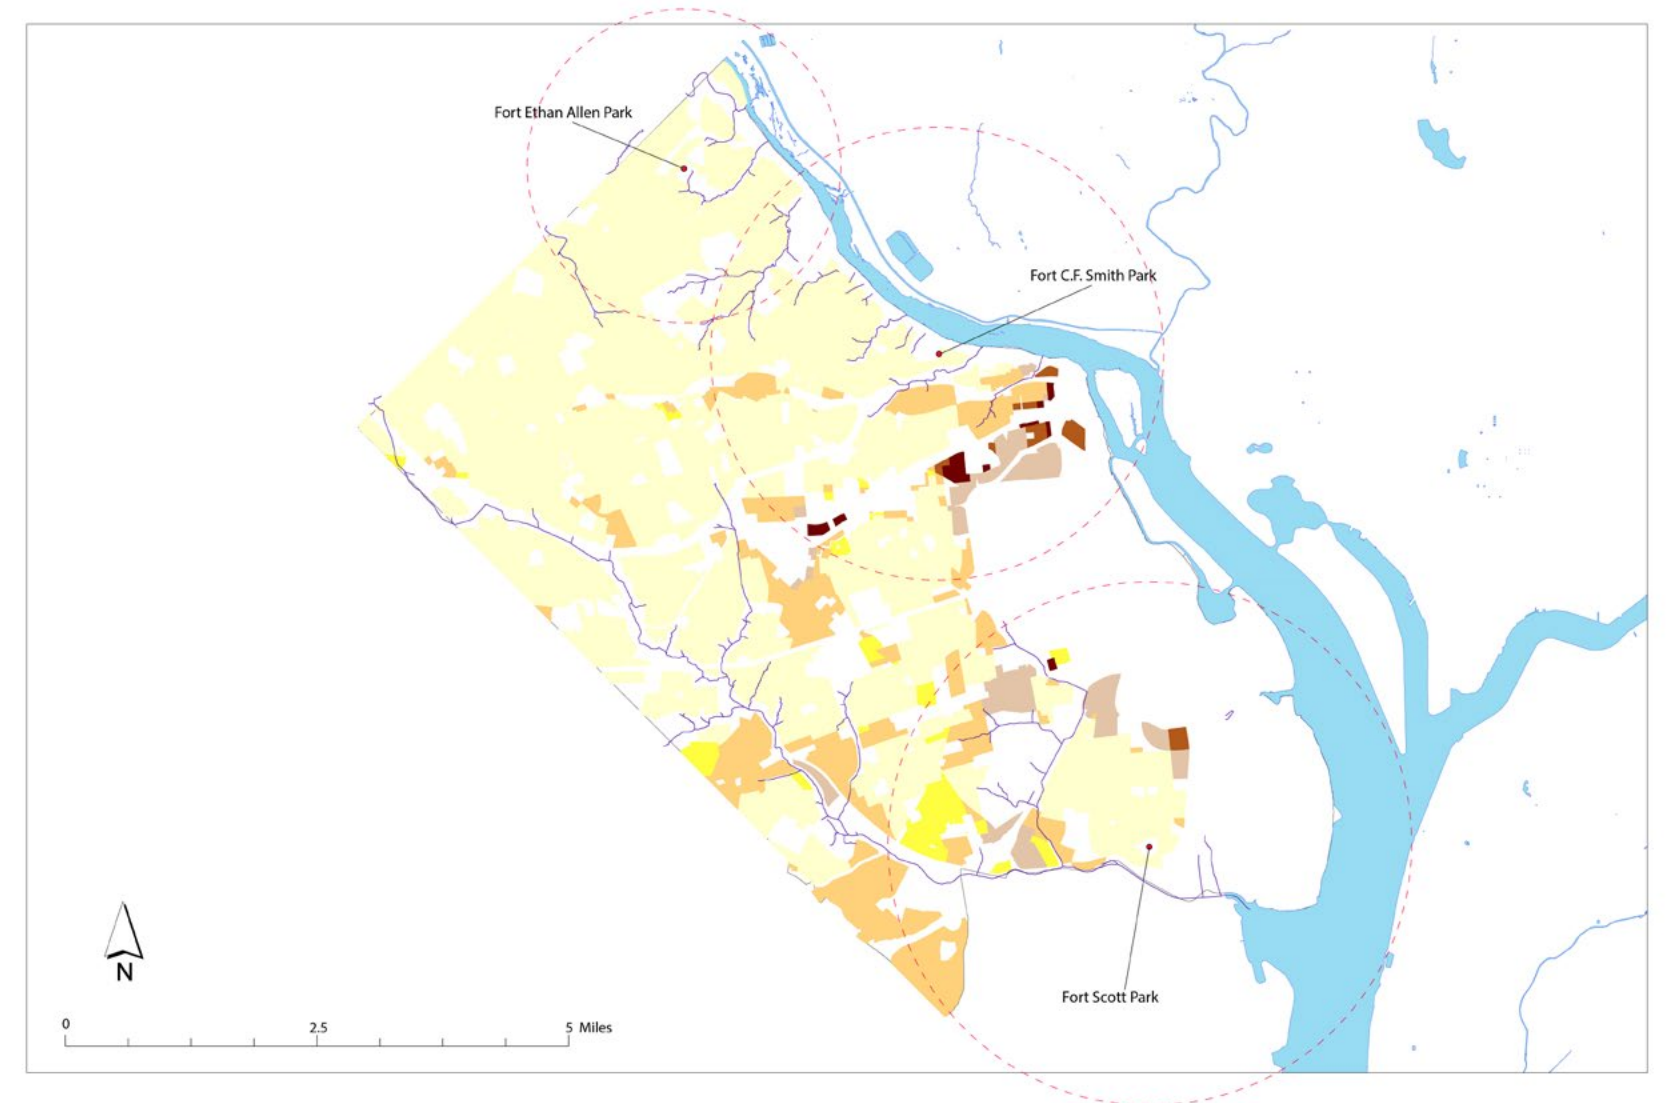 Fort Ethan Allen Park
Fort C.F. Smith Park
Fort Scott Park
N
0 2.5 5 Miles